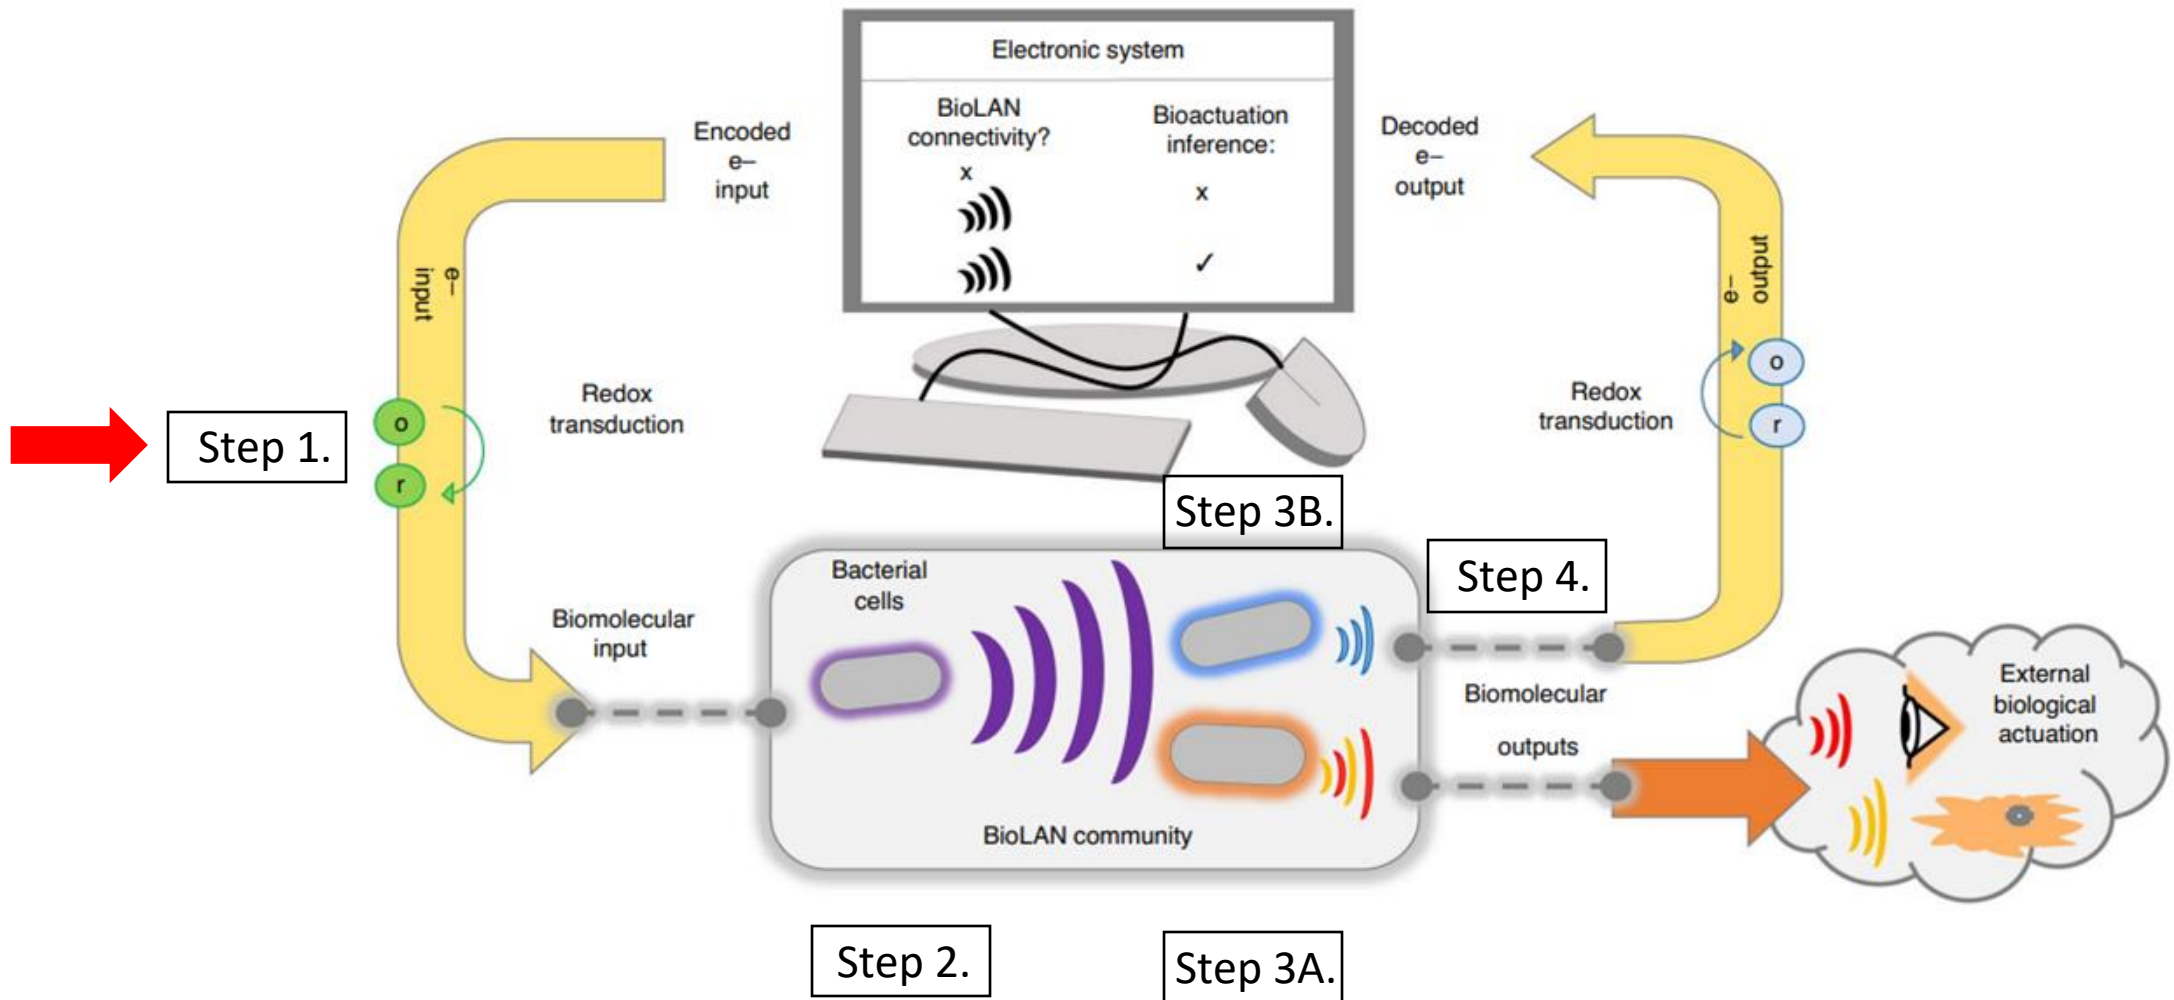 Electronic system
BioLAN
connectivity?
x
Bioactuation
inference:
x
✓
Encoded
e–
input
Decoded
e–
output
e–
input
e–
output
o
r
Redox
transduction
Redox
transduction
o
r
Step 1.
Step 3B.
Step 4.
Biomolecular
input
Bacterial
cells
BioLAN community
Biomolecular
outputs
External
biological
actuation
Step 2.
Step 3A.